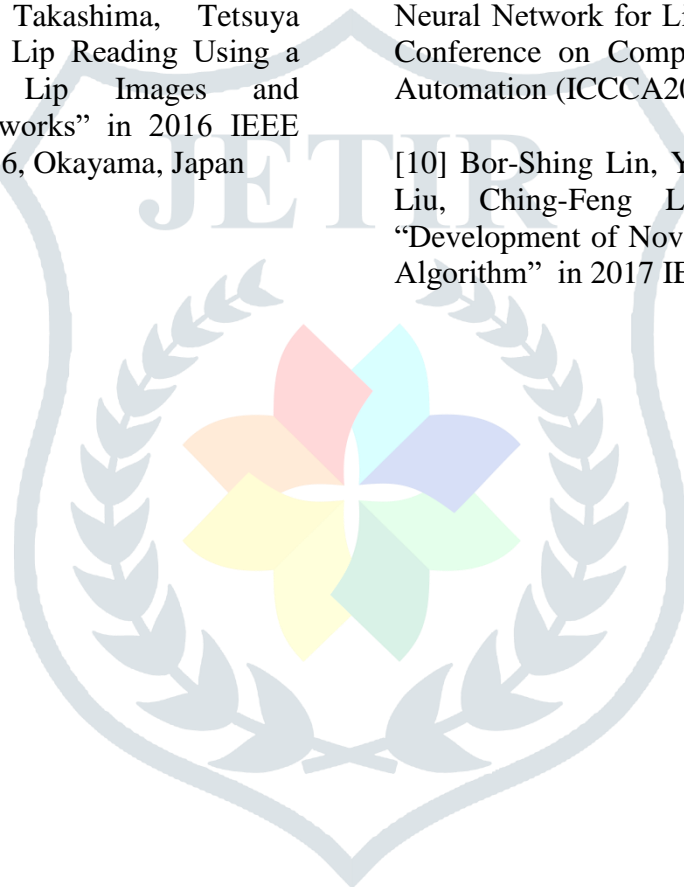 Takashima, Tetsuya
Lip Reading Using a
Lip Images and
works” in 2016 IEEE
6, Okayama, Japan
Neural Network for Li
Conference on Comp
Automation (ICCCA20
[10] Bor-Shing Lin, Y
Liu, Ching-Feng L
“Development of Nov
Algorithm” in 2017 IE
JETIR